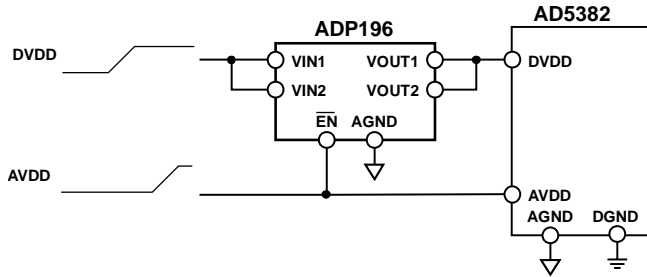 ADP196
AD5382
DVDD
VIN1
VOUT1
DVDD
VIN2
VOUT2
EN
AGND
AVDD
AVDD
AGND
DGND